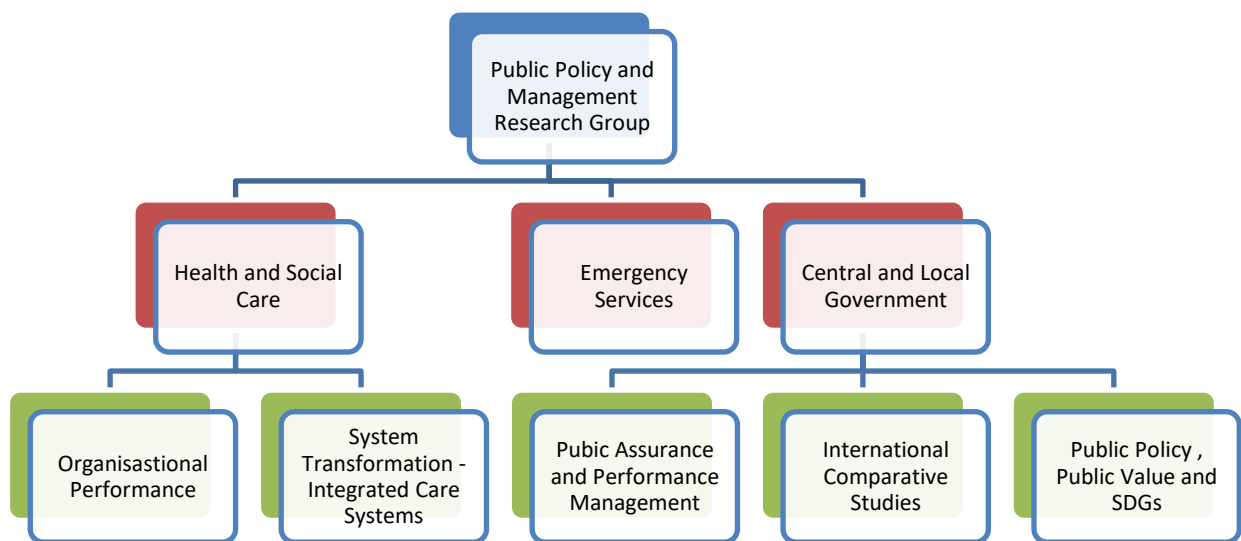 Public Policy and
Management
Research Group
Health and Social
Care
Emergency
Services
Central and Local
Government
Organisastional
Performance
System
Transformation -
Integrated Care
Systems
Pubic Assurance
and Performance
Management
International
Comparative
Studies
Public Policy ,
Public Value and
SDGs